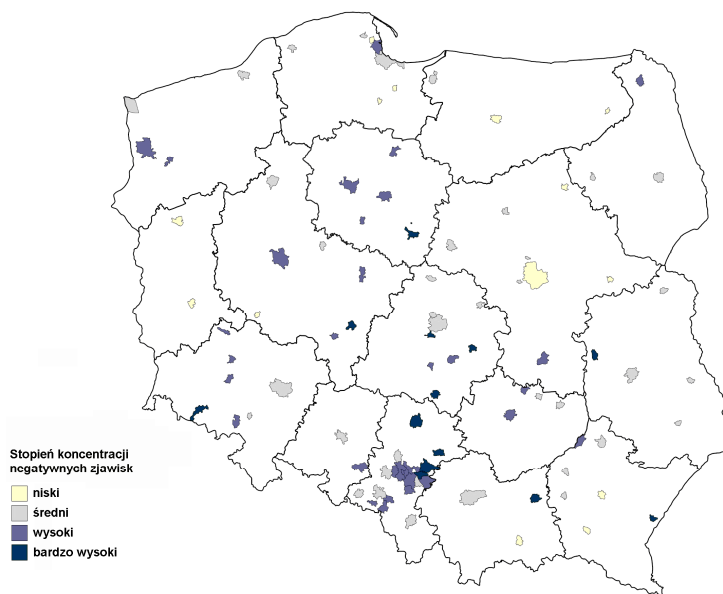 Stopień koncentracji
negatywnych zjawisk
niski
średni
wysoki
bardzo wysoki